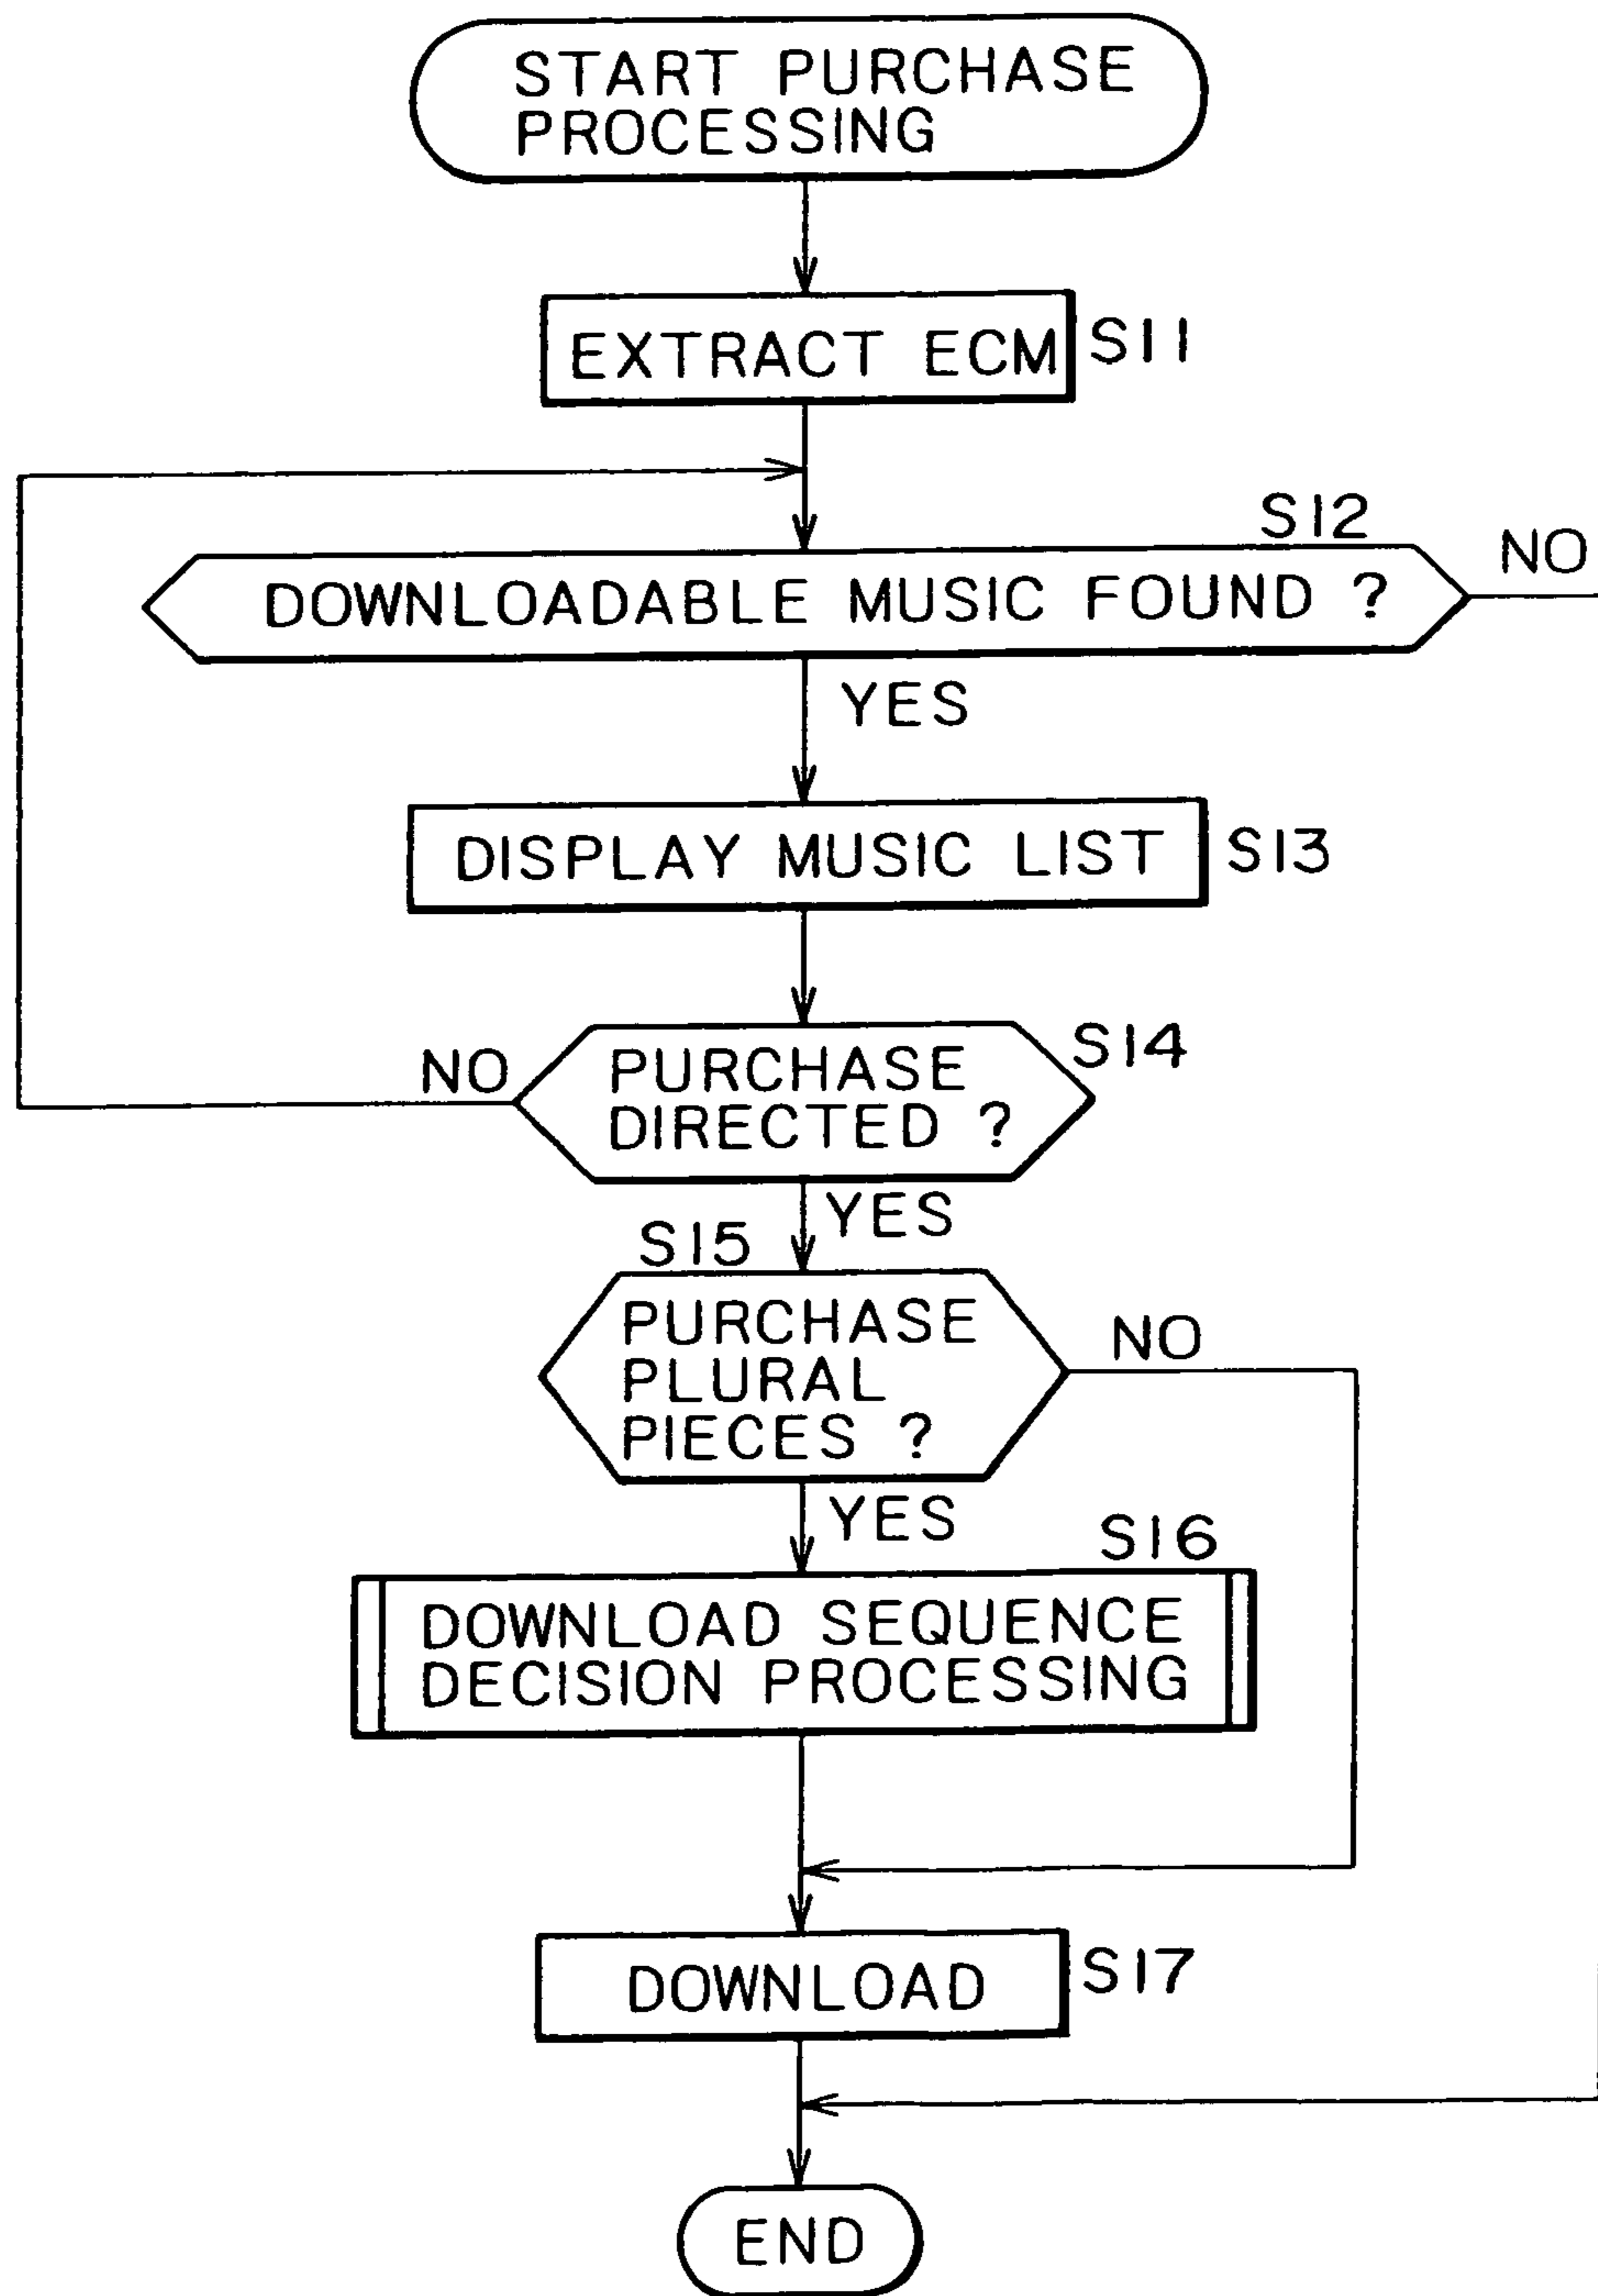 START PURCHASE
PROCESSING
EXTRACT ECM
S11
S12
DOWNLOADABLE MUSIC FOUND ?
NO
YES
DISPLAY MUSIC LIST
S13
S14
NO
PURCHASE
DIRECTED ?
YES
S15
PURCHASE
PLURAL
PIECES ?
NO
YES
S16
DOWNLOAD SEQUENCE
DECISION PROCESSING
DOWNLOAD
S17
END